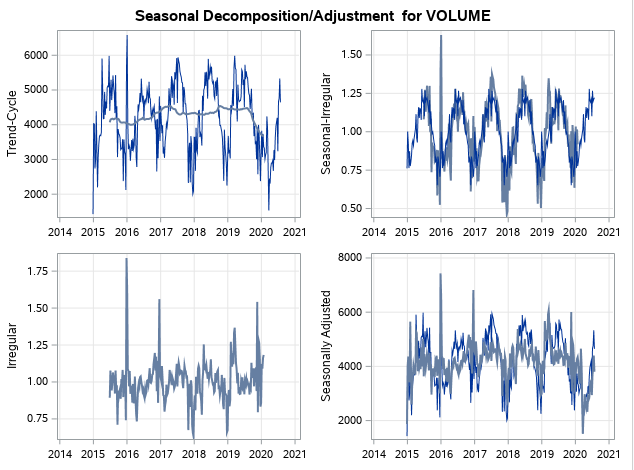 Seasonal Decomposition/Adjustment for VOLUME
Trend-Cycle
6000
5000
4000
3000
2000
2014 2015 2016 2017 2018 2019 2020 2021
Seasonal-Irregular
1.50
1.25
1.00
0.75
0.50
2014 2015 2016 2017 2018 2019 2020 2021
Irregular
1.75
1.50
1.25
1.00
0.75
2014 2015 2016 2017 2018 2019 2020 2021
Seasonally Adjusted
8000
6000
4000
2000
2014 2015 2016 2017 2018 2019 2020 2021